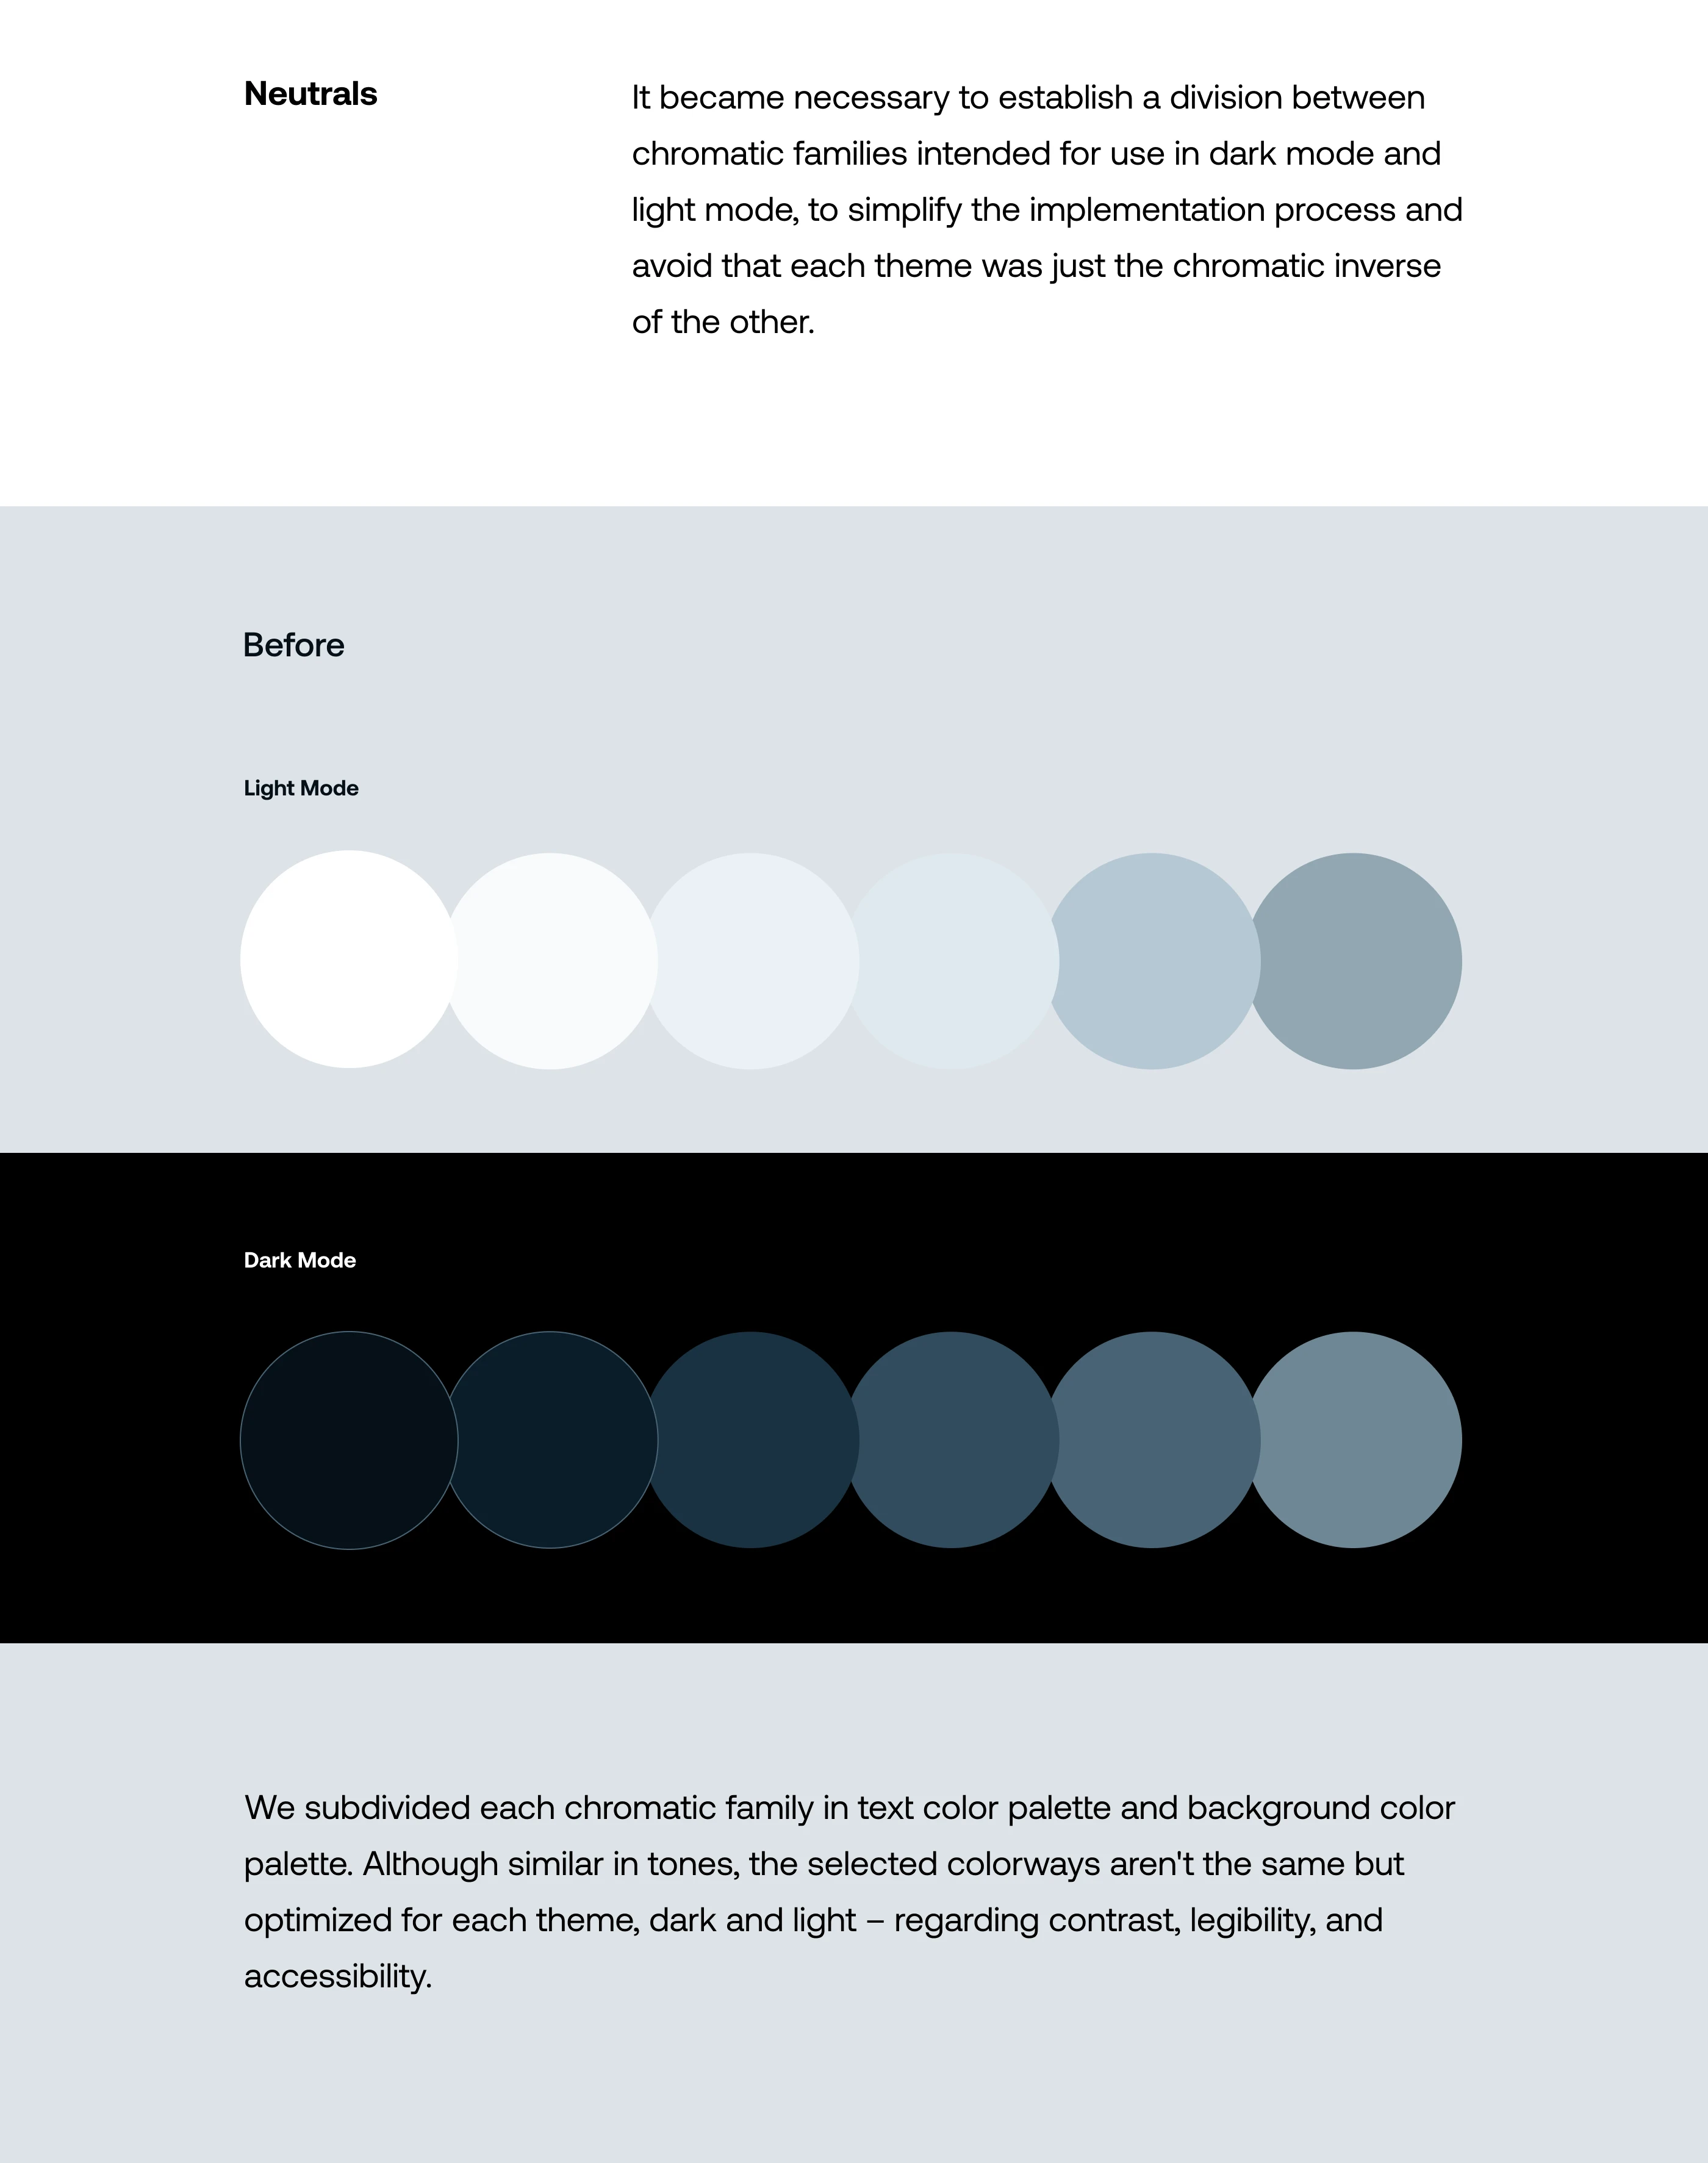 Neutrals
It became necessary to establish a division between
chromatic families intended for use in dark mode and
light mode, to simplify the implementation process and
avoid that each theme was just the chromatic inverse
of the other.
Before
Light Mode
Dark Mode
We subdivided each chromatic family in text color palette and background color
palette. Although similar in tones, the selected colorways aren't the same but
optimized for each theme, dark and light – regarding contrast, legibility, and
accessibility.